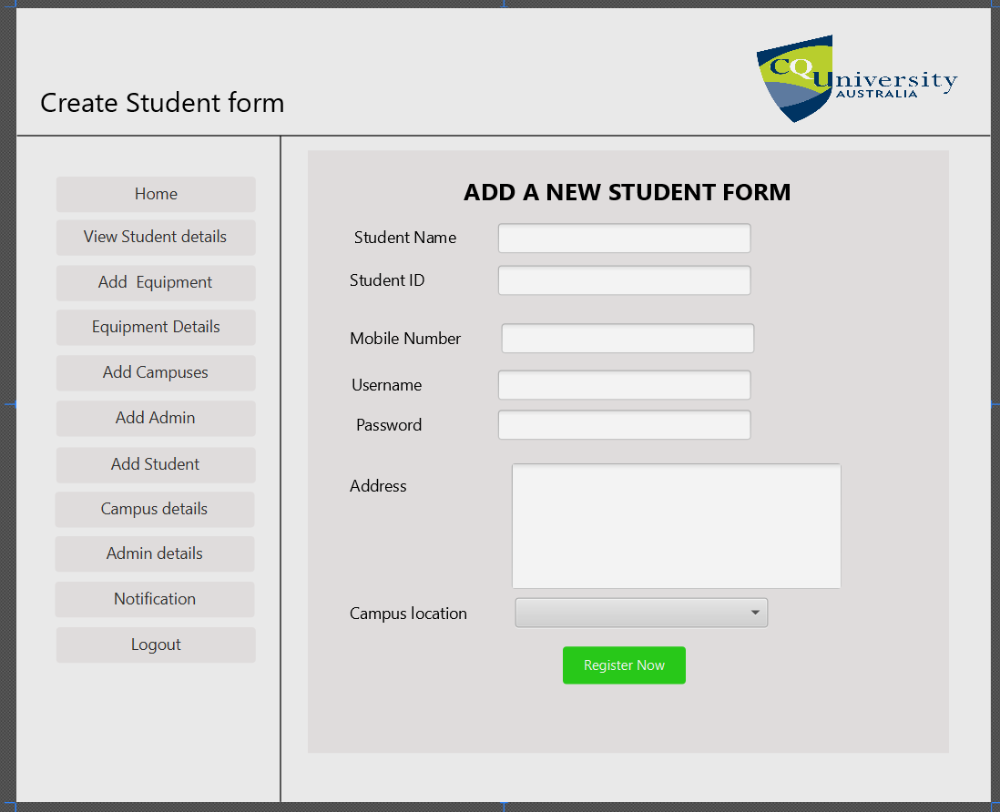 CQUniversity
AUSTRALIA
Create Student form
Home
View Student details
Add  Equipment
Equipment Details
Add Campuses
Add Admin
Add Student
Campus details
Admin details
Notification
Logout
ADD A NEW STUDENT FORM
Student Name
Student ID
Mobile Number
Username
Password
Address
Campus location
Register Now